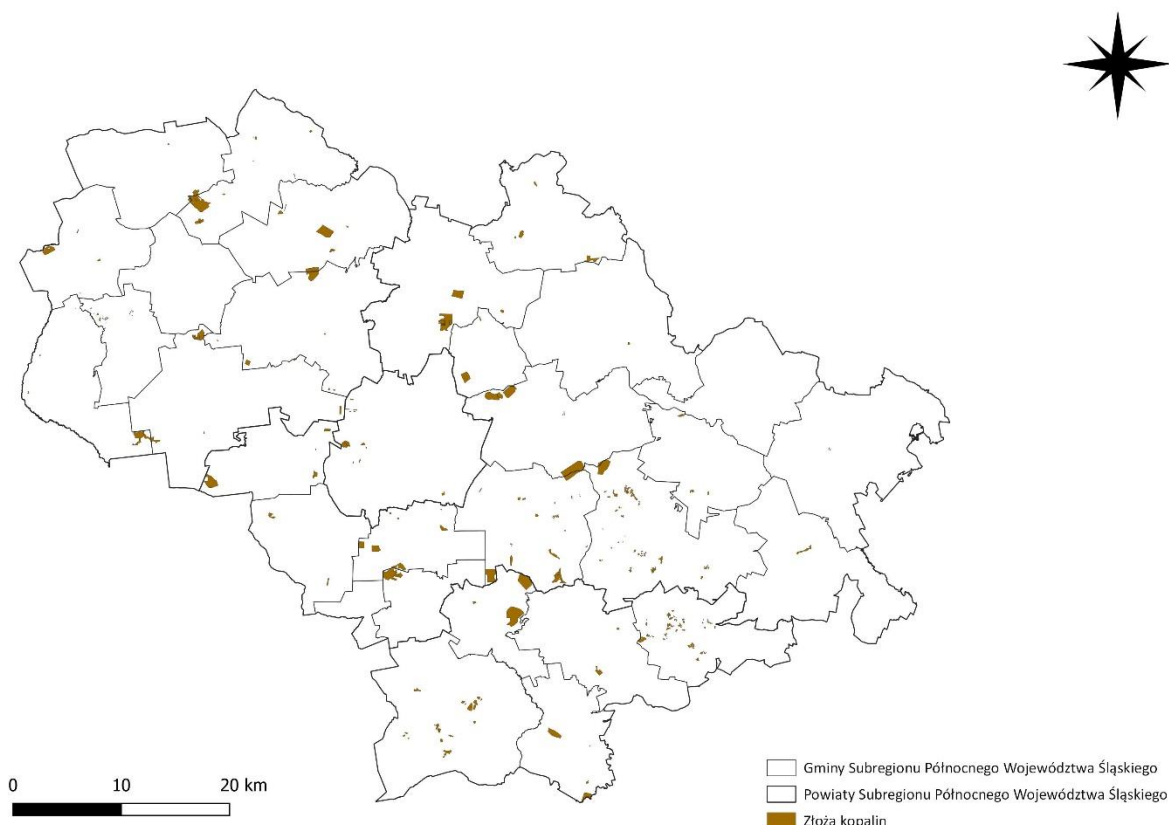 0 10 20 km
Gminy Subregionu Północnego Województwa Śląskiego
Powiaty Subregionu Północnego Województwa Śląskiego
Złoża kopalin